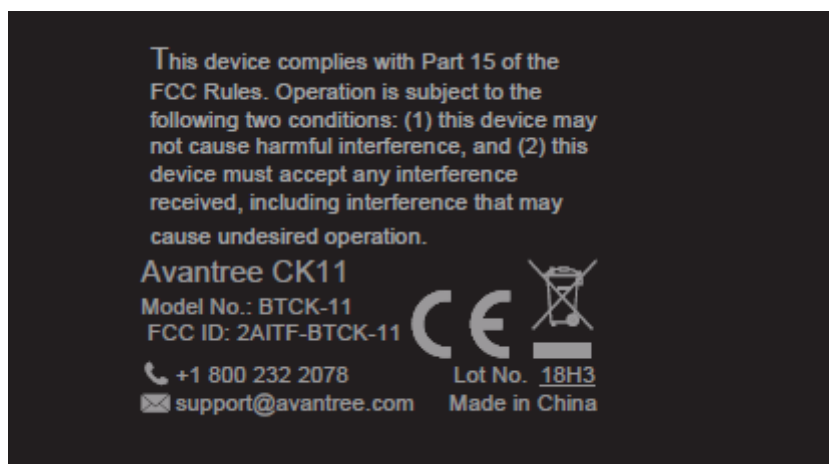 This device complies with Part 15 of the
FCC Rules. Operation is subject to the
following two conditions: (1) this device may
not cause harmful interference, and (2) this
device must accept any interference
received, including interference that may
cause undesired operation.
Avantree CK11
Model No.: BTCK-11
FCC ID: 2AITF-BTCK-11
CE
+1 800 232 2078 Lot No. 18H3
support@avantree.com Made in China